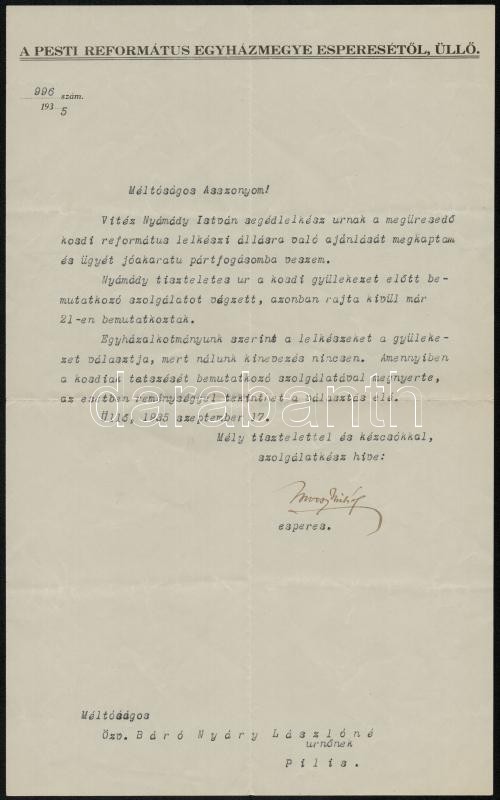 A PESTI REFORMÁTUS EGYHÁZMEGYE ESPERESÉTŐL, ÜLLŐ.
996 szám.
193 5
Méltóságos Asszonyom!
Vitéz Nyámády István segédlelkész urnak a megüresedő
kosdi református lelkészi állásra való ajánlását megkaptam
és ügyét jóakaratu pártfogásomba veszem.
Nyámády tiszteletes ur a kosdi gyülekezet előtt be-
mutatkozó szolgálatot végzett, azonban rajta kivül már
21-en bemutatkoztak.
Egyházalkotmányunk szerint a lelkészeket a gyüleke-
zet választja, mert nálunk kinevezés nincsen. Amennyiben
a kosdiak tetszését bemutatkozó szolgálatával megnyerte,
az esetben reménységgel tekinthet a választás elé.
Üllő, 1935 szeptember 17.
Mély tisztelettel és kézcsókkal,
szolgálatkész hive:
esperes.
darabanth
Méltóságos
Özv. Báró Nyáry Lászlóné
urnőnek
Pilis.